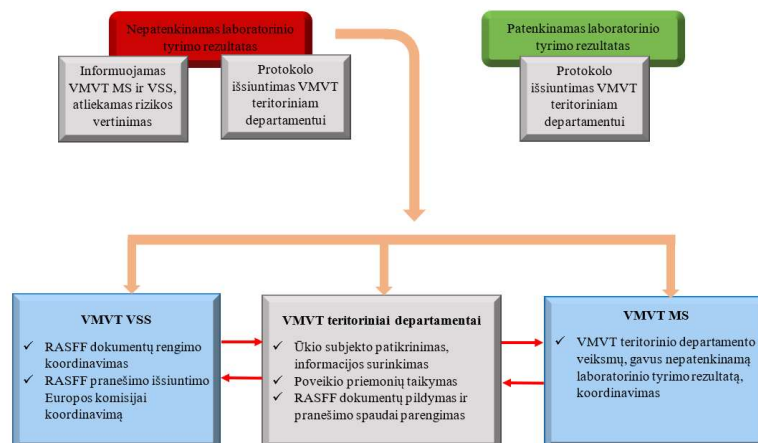 Nepatenkinamas laboratorinio
tyrimo rezultatas
Informuojamas
VMVT MS ir VSS,
atliekamas rizikos
vertinimas
Protokolo
išsiuntimas VMVT
teritoriniam
departamentui
Patenkinamas laboratorinio
tyrimo rezultatas
Protokolo
išsiuntimas VMVT
teritoriniam
departamentui
VMVT VSS
✓ RASFF dokumentų rengimo
koordinavimas
✓ RASFF pranešimo išsiuntimo
Europos komisijai
koordinavimą
VMVT teritoriniai departamentai
✓ Ūkio subjekto patikrinimas,
informacijos surinkimas
✓ Poveikio priemonių taikymas
✓ RASFF dokumentų pildymas ir
pranešimo spaudai parengimas
VMVT MS
✓ VMVT teritorinio departamento
veiksmų, gavus nepatenkinamą
laboratorinio tyrimo rezultatą,
koordinavimas